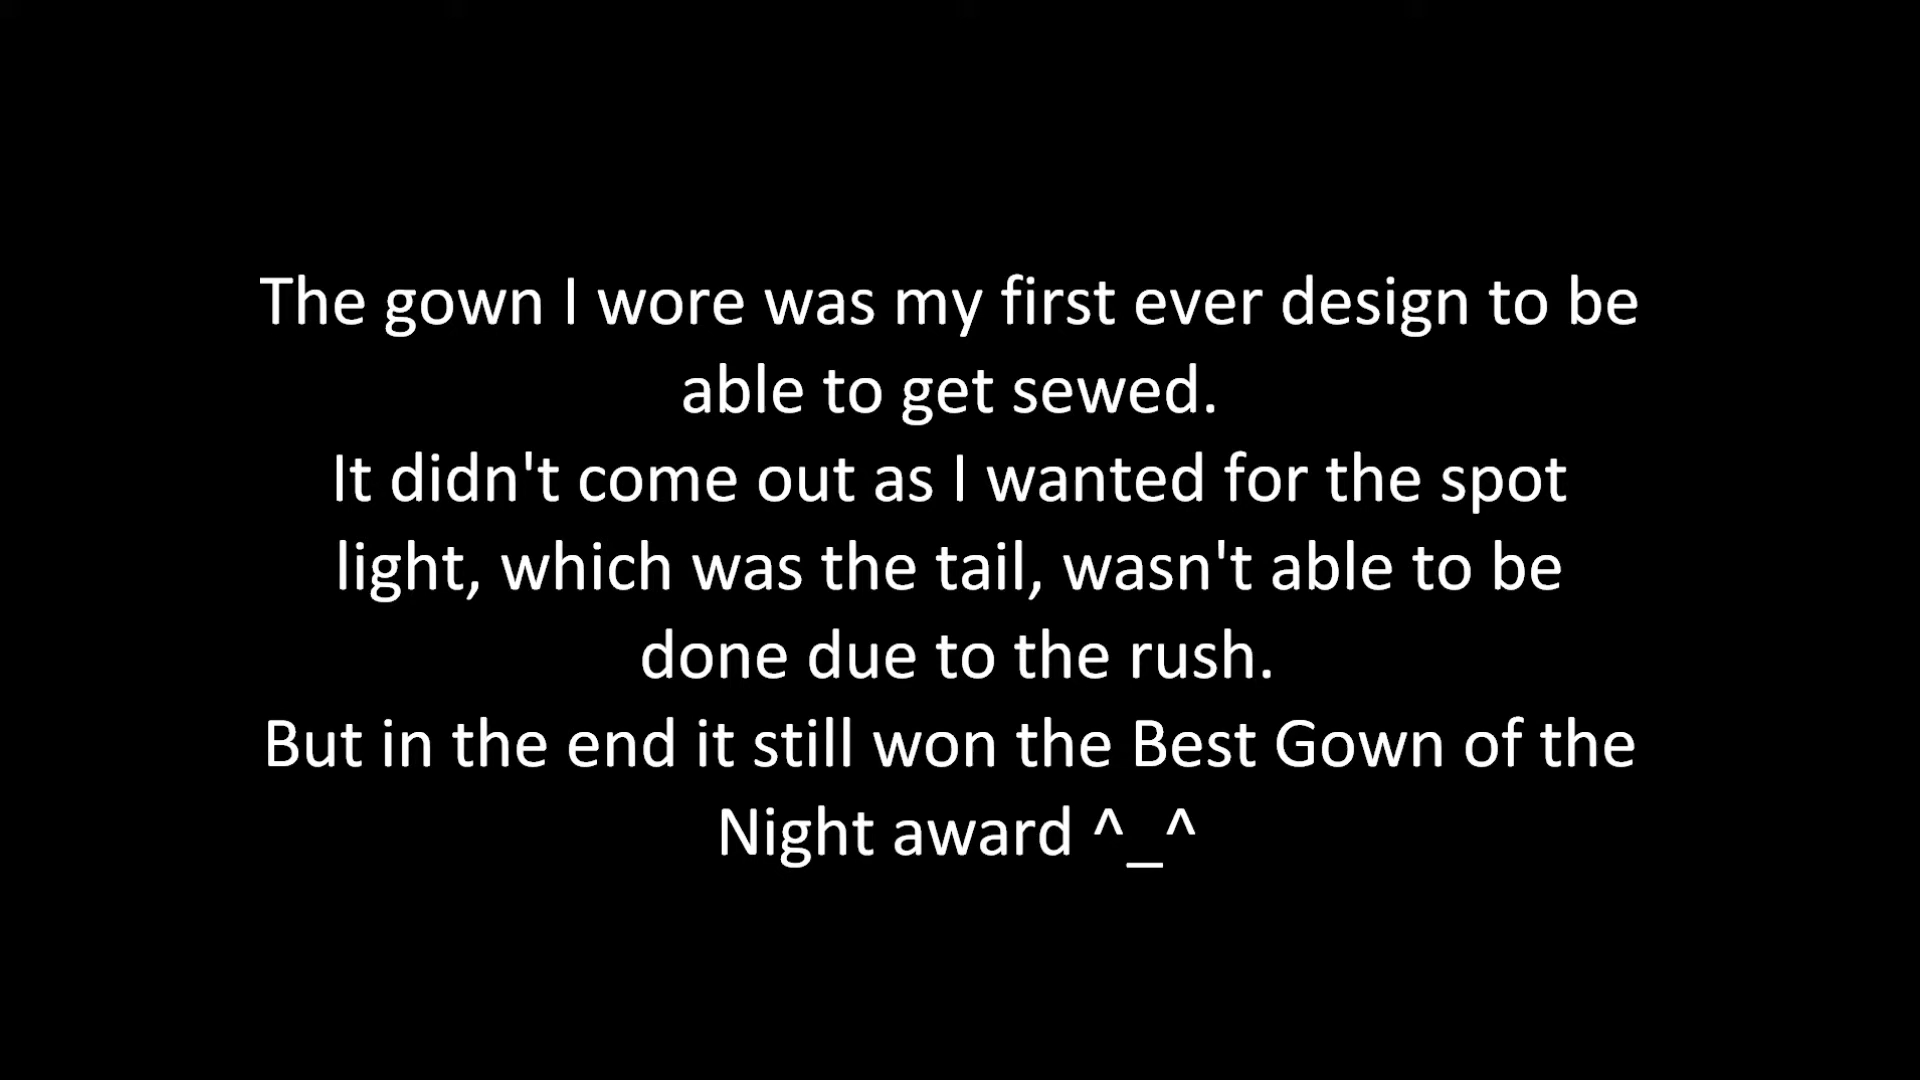 The gown I wore was my first ever design to be
able to get sewed.
It didn't come out as I wanted for the spot
light, which was the tail, wasn't able to be
done due to the rush.
But in the end it still won the Best Gown of the
Night award ^_^